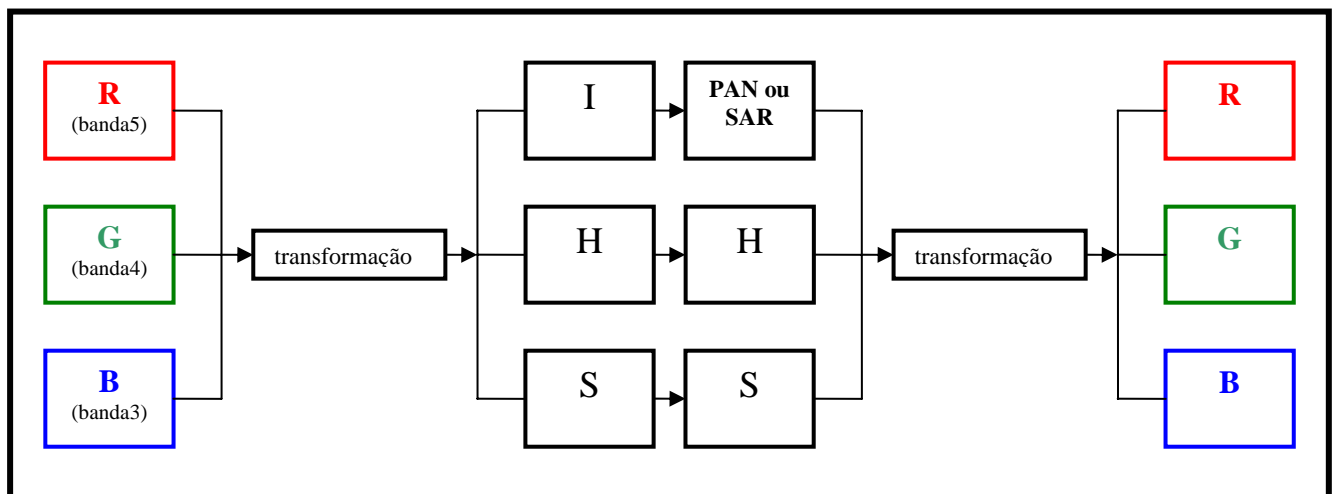 R
(banda5)
I
PAN ou
SAR
R
G
(banda4)
transformação
H
H
transformação
G
B
(banda3)
S
S
B